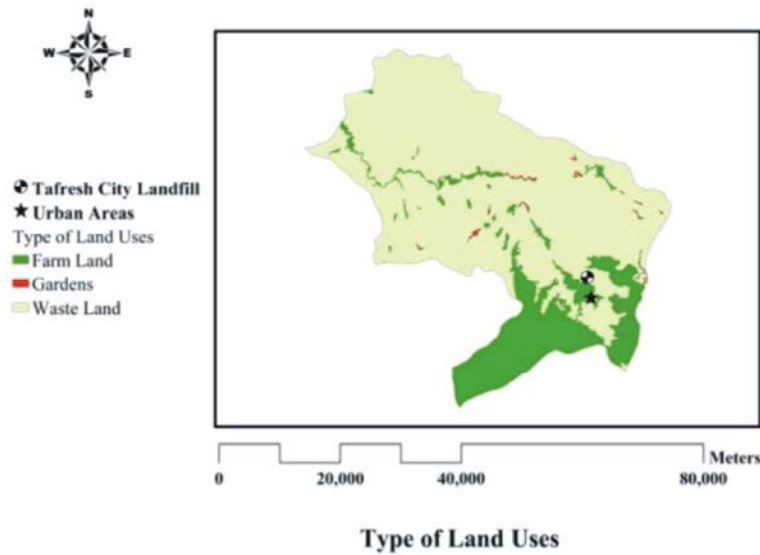 N
W E
S
Tafresh City Landfill
Urban Areas
Type of Land Uses
Farm Land
Gardens
Waste Land
Meters
0 20,000 40,000 80,000
Type of Land Uses